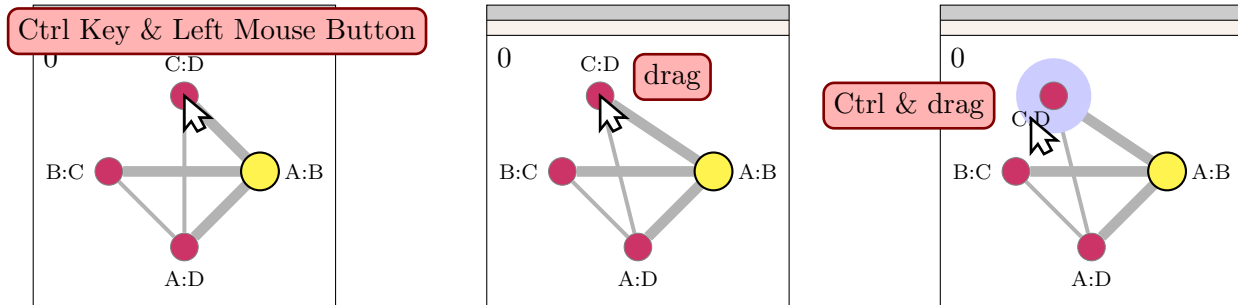 Ctrl Key & Left Mouse Button
0
C:D
B:C
A:B
A:D
0
C:D
drag
B:C
A:B
A:D
0
Ctrl & drag
C:D
B:C
A:B
A:D